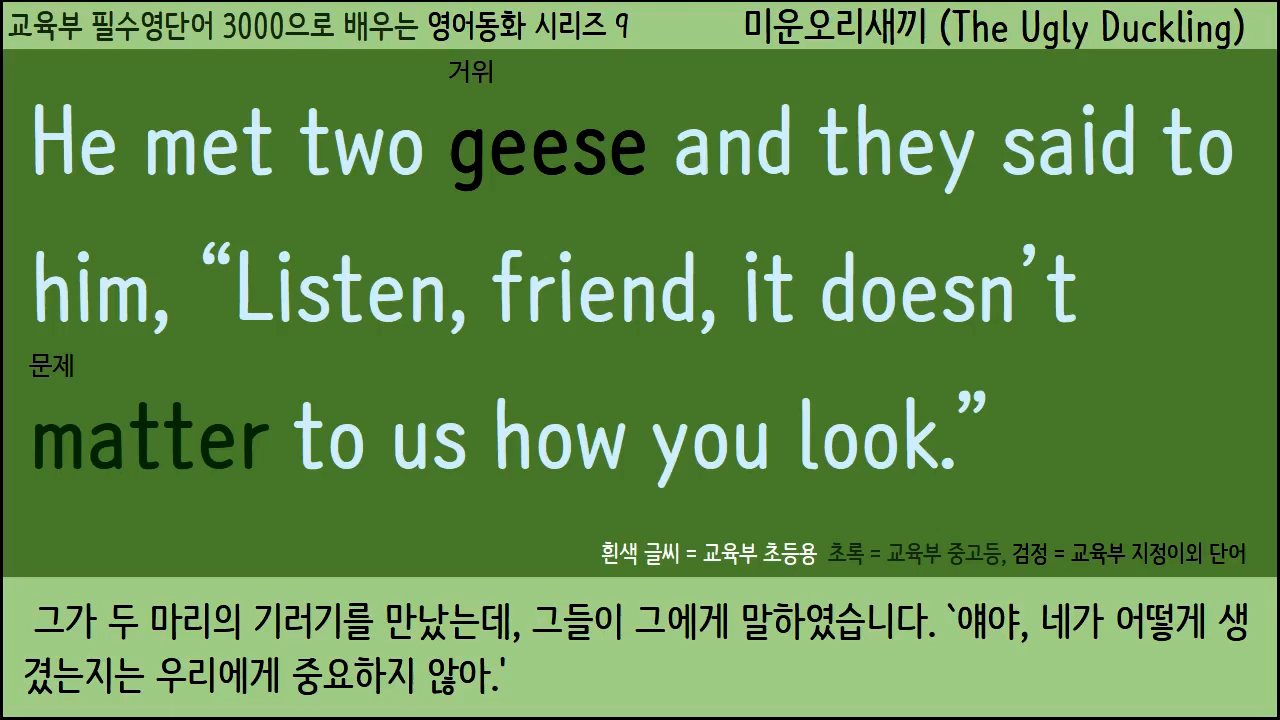 교육부 필수영단어 3000으로 배우는 영어동화 시리즈 9 미운오리새끼 (The Ugly Duckling)
거위
He met two geese and they said to
him, “Listen, friend, it doesn’t
문제
matter to us how you look.”
흰색 글씨 = 교육부 초등용 초록 = 교육부 중고등, 검정 = 교육부 지정이외 단어
그가 두 마리의 기러기를 만났는데, 그들이 그에게 말하였습니다. `얘야, 네가 어떻게 생
겼는지는 우리에게 중요하지 않아.'